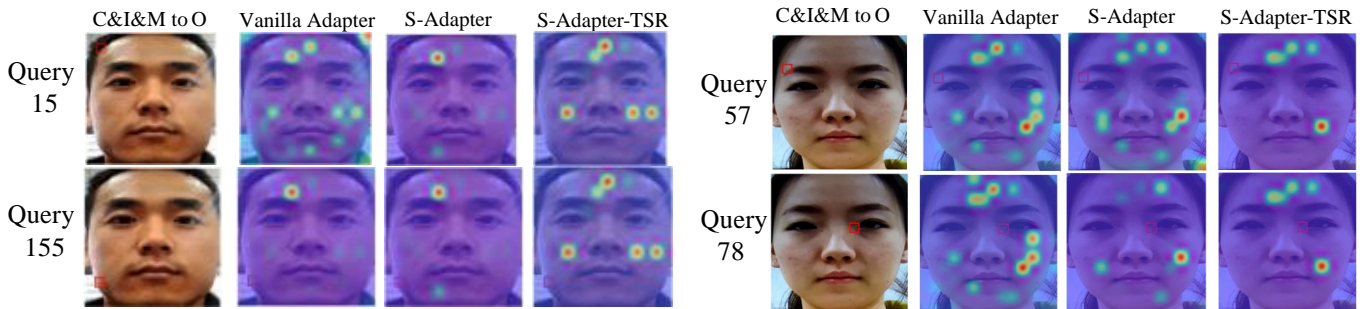 C&I&M to O Vanilla Adapter S-Adapter S-Adapter-TSR
Query
15
Query
155
C&I&M to O Vanilla Adapter S-Adapter S-Adapter-TSR
Query
57
Query
78